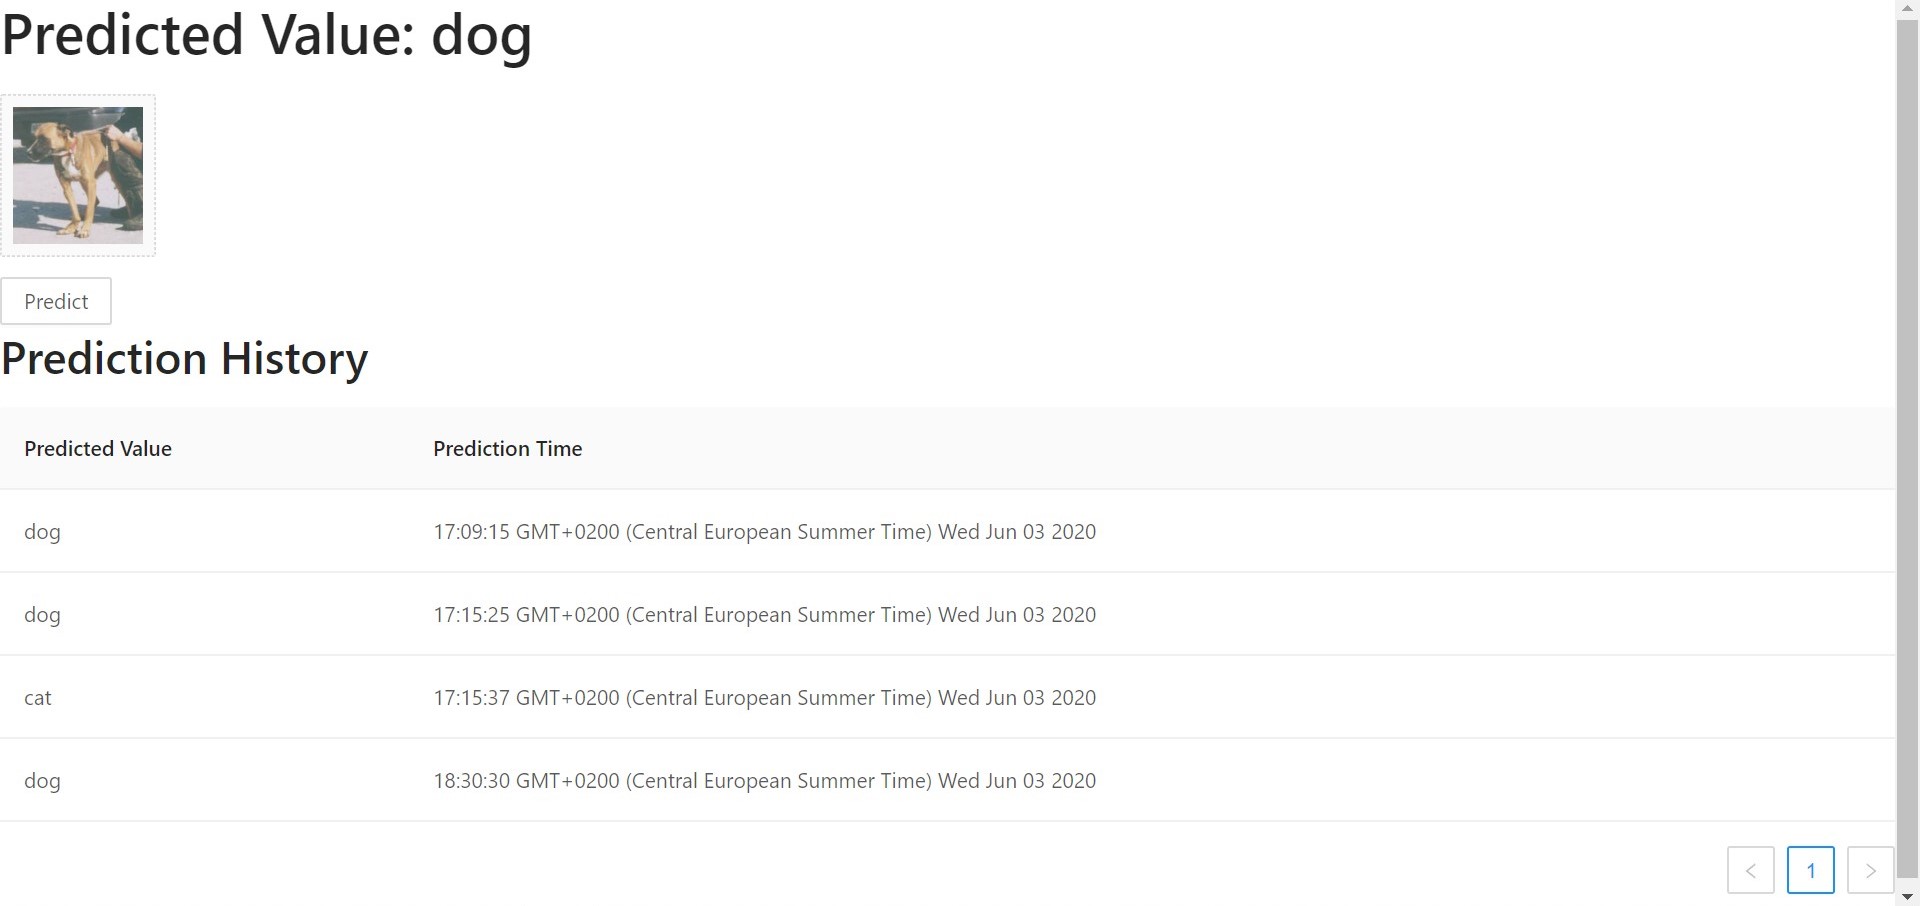 Predicted Value: dog
Predict
Prediction History
Predicted Value Prediction Time
dog 17:09:15 GMT+0200 (Central European Summer Time) Wed Jun 03 2020
dog 17:15:25 GMT+0200 (Central European Summer Time) Wed Jun 03 2020
cat 17:15:37 GMT+0200 (Central European Summer Time) Wed Jun 03 2020
dog 18:30:30 GMT+0200 (Central European Summer Time) Wed Jun 03 2020
< 1 >